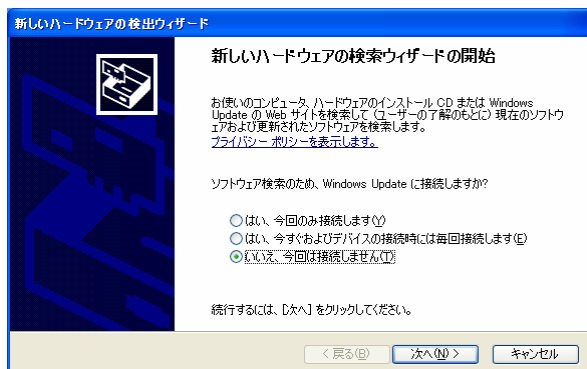 新しいハードウェアの検出ウィザード
新しいハードウェアの検索ウィザードの開始
お使いのコンピュータ、ハードウェアのインストール CD または Windows
Update の Web サイトを検索して (ユーザーの了解のもとに) 現在のソフトウ
ェアおよび更新されたソフトウェアを検索します。
プライバシー ポリシーを表示します。
ソフトウェア検索のため、Windows Update に接続しますか?
はい、今回のみ接続します(Y)
はい、今すぐおよびデバイスの接続時には毎回接続します(E)
いいえ、今回は接続しません(T)
続行するには、[次へ] をクリックしてください。
< 戻る(B) 次へ(N) > キャンセル